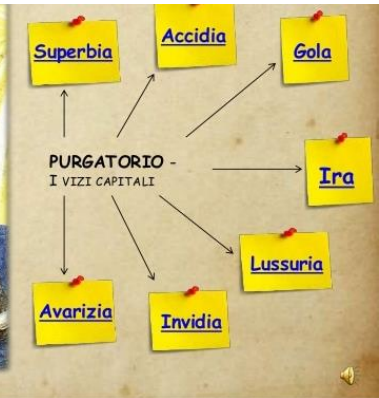 Accidia
Superbia
Gola
PURGATORIO -
I VIZI CAPITALI
Ira
Lussuria
Avarizia
Invidia